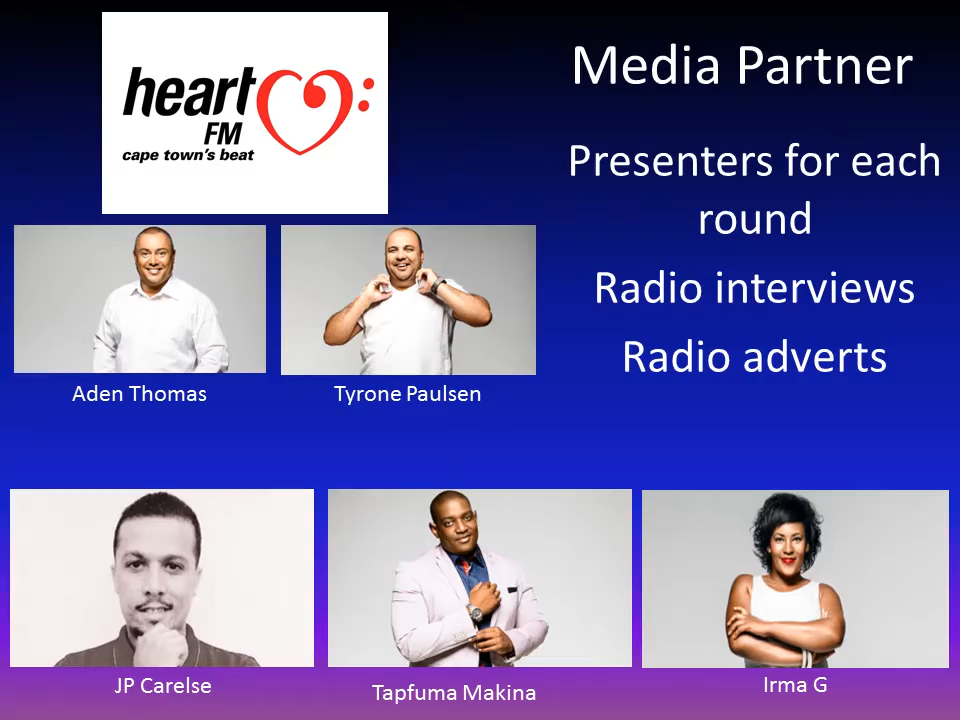 heart
FM
cape town's beat
Media Partner
Presenters for each
round
Radio interviews
Radio adverts
Aden Thomas
Tyrone Paulsen
JP Carelse
Tapfuma Makina
Irma G